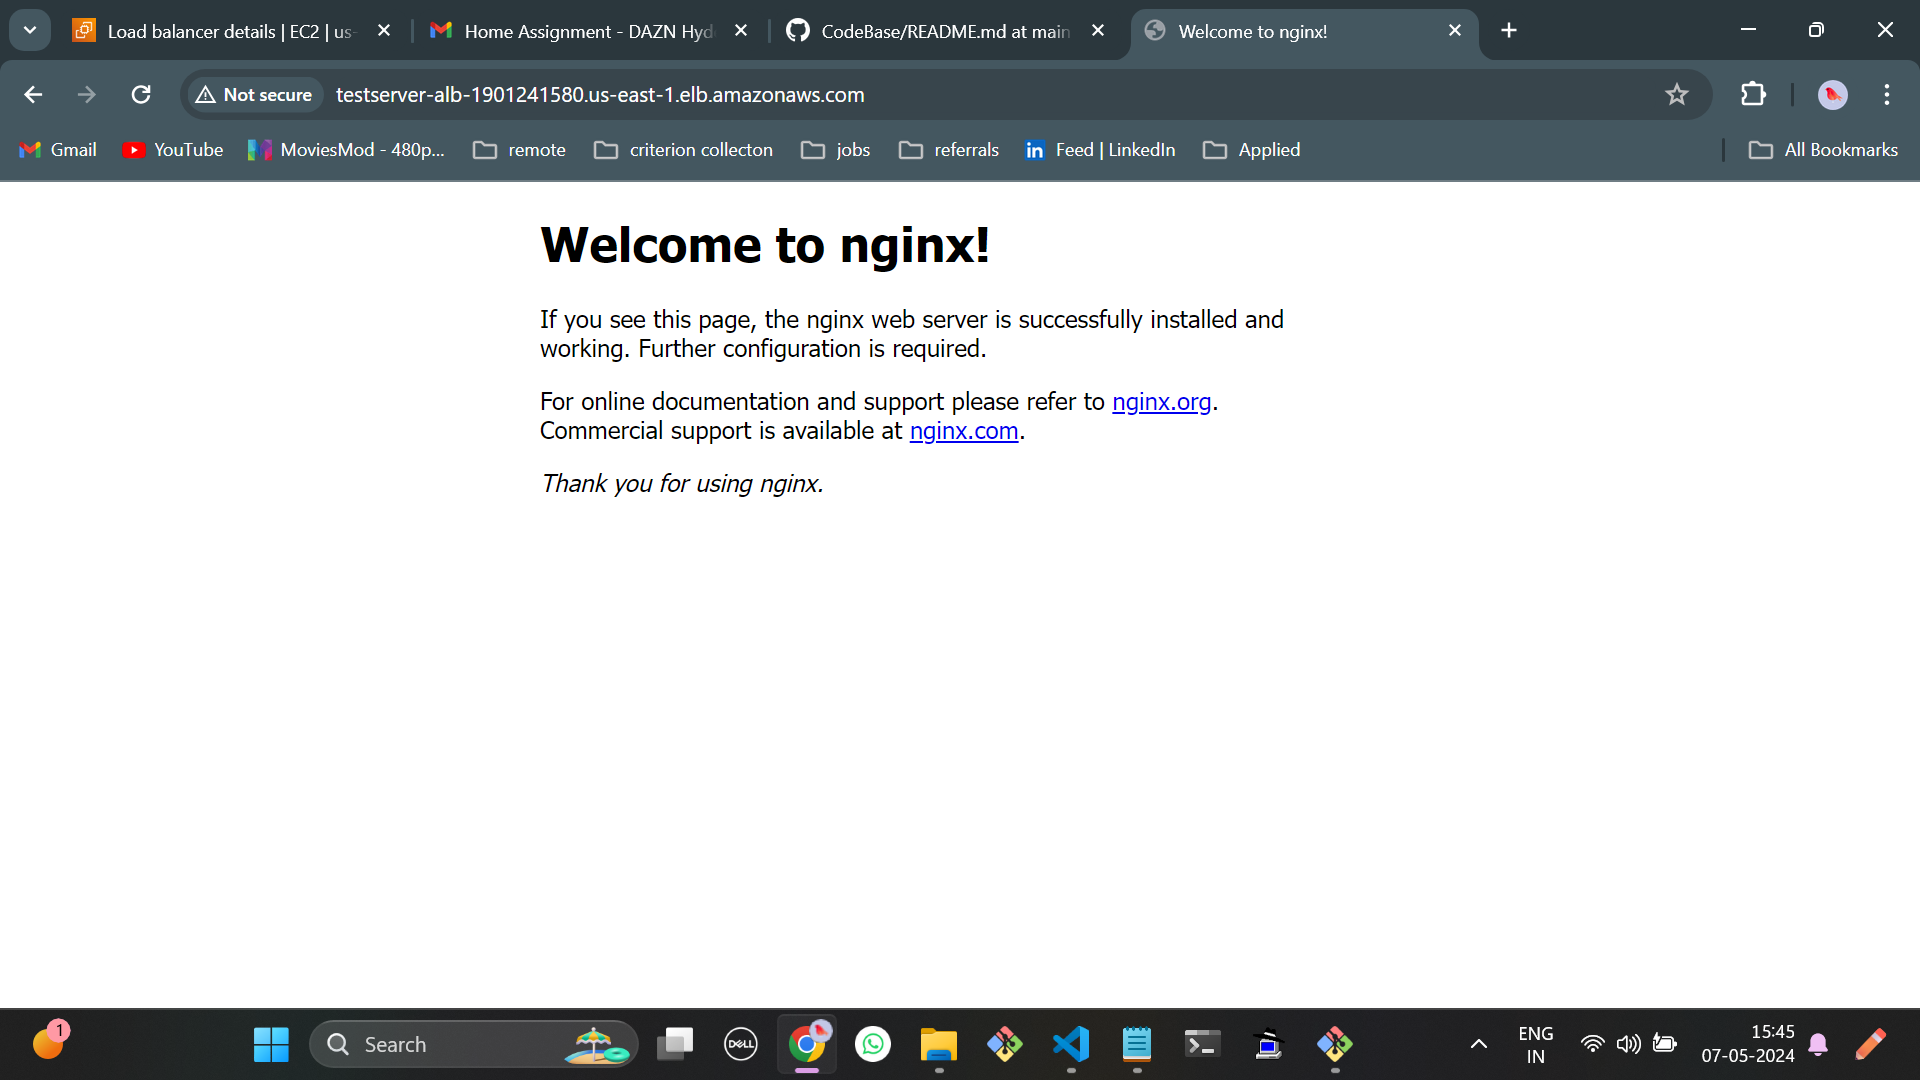 Load balancer details | EC2 | us-
Home Assignment - DAZN Hyd
CodeBase/README.md at main
Welcome to nginx!
Not secure
testserver-alb-1901241580.us-east-1.elb.amazonaws.com
Gmail
YouTube
MoviesMod - 480p...
remote
criterion collecton
jobs
referrals
Feed | LinkedIn
Applied
All Bookmarks
Welcome to nginx!
If you see this page, the nginx web server is successfully installed and
working. Further configuration is required.
For online documentation and support please refer to nginx.org.
Commercial support is available at nginx.com.
Thank you for using nginx.
1
Search
DELL
ENG
IN
15:45
07-05-2024